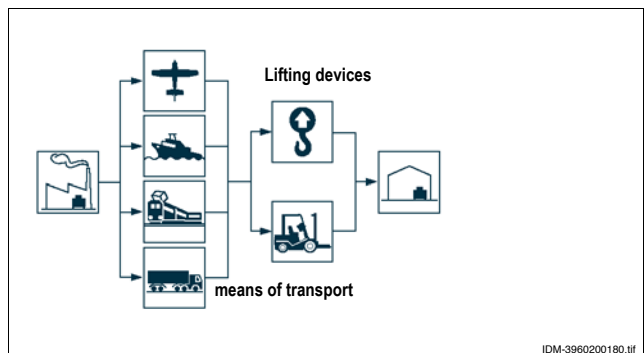 Lifting devices
means of transport
IDM-3960200180.tif